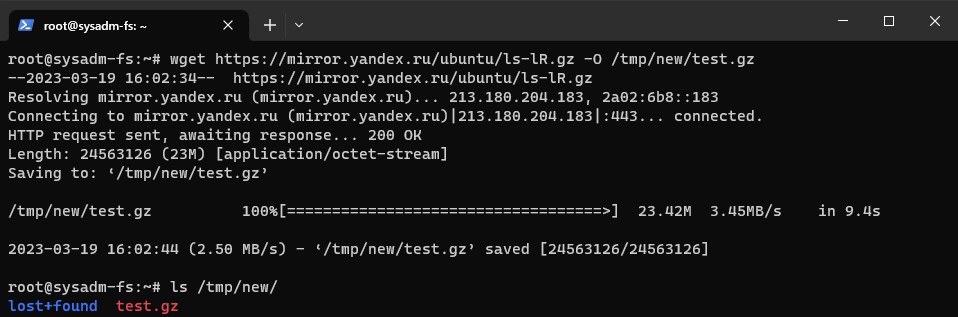 root@sysadm-fs: ~
root@sysadm-fs:~# wget https://mirror.yandex.ru/ubuntu/ls-lR.gz -O /tmp/new/test.gz
--2023-03-19 16:02:34--  https://mirror.yandex.ru/ubuntu/ls-lR.gz
Resolving mirror.yandex.ru (mirror.yandex.ru)... 213.180.204.183, 2a02:6b8::183
Connecting to mirror.yandex.ru (mirror.yandex.ru)|213.180.204.183|:443... connected.
HTTP request sent, awaiting response... 200 OK
Length: 24563126 (23M) [application/octet-stream]
Saving to: ‘/tmp/new/test.gz’
/tmp/new/test.gz          100%[===================================>]  23.42M  3.45MB/s    in 9.4s
2023-03-19 16:02:44 (2.50 MB/s) - ‘/tmp/new/test.gz’ saved [24563126/24563126]
root@sysadm-fs:~# ls /tmp/new/
lost+found  test.gz